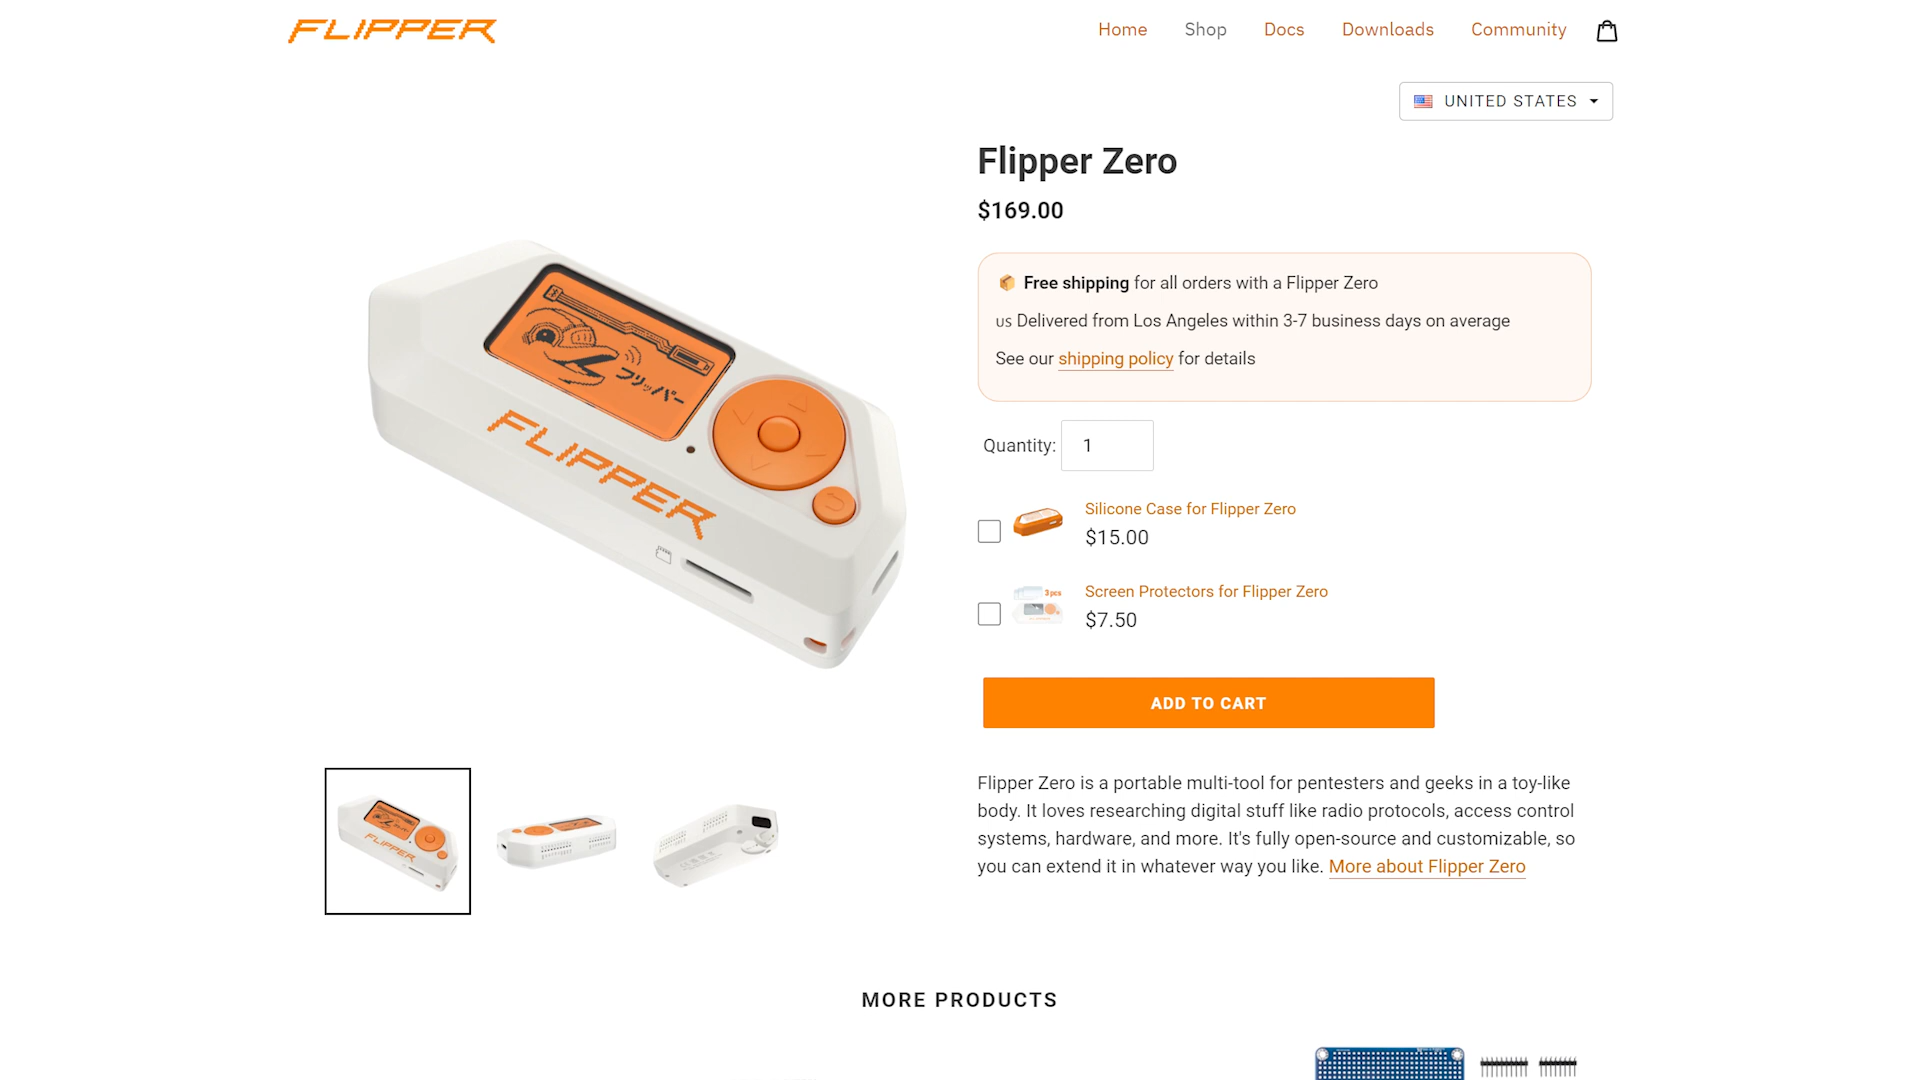 FLIPPER
Home Shop Docs Downloads Community
UNITED STATES
Flipper Zero
$169.00
Free shipping for all orders with a Flipper Zero
US Delivered from Los Angeles within 3-7 business days on average
See our shipping policy for details
フリッパー
FLIPPER
Quantity: 1
Silicone Case for Flipper Zero
$15.00
3pcs
Screen Protectors for Flipper Zero
$7.50
ADD TO CART
FLIPPER
Flipper Zero is a portable multi-tool for pentesters and geeks in a toy-like
body. It loves researching digital stuff like radio protocols, access control
systems, hardware, and more. It's fully open-source and customizable, so
you can extend it in whatever way you like. More about Flipper Zero
MORE PRODUCTS